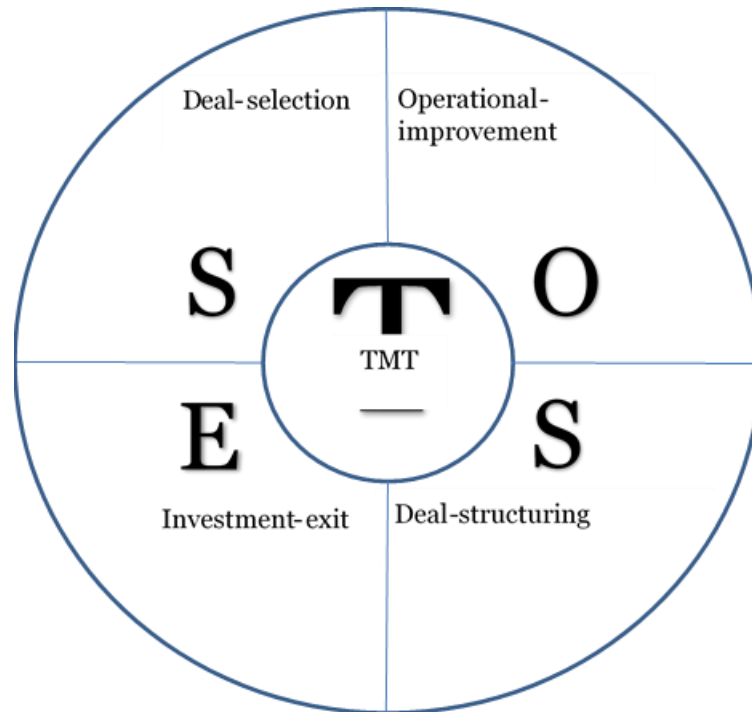 Deal-selection
Operational-
improvement
S
O
T
TMT
E
S
Investment-exit
Deal-structuring